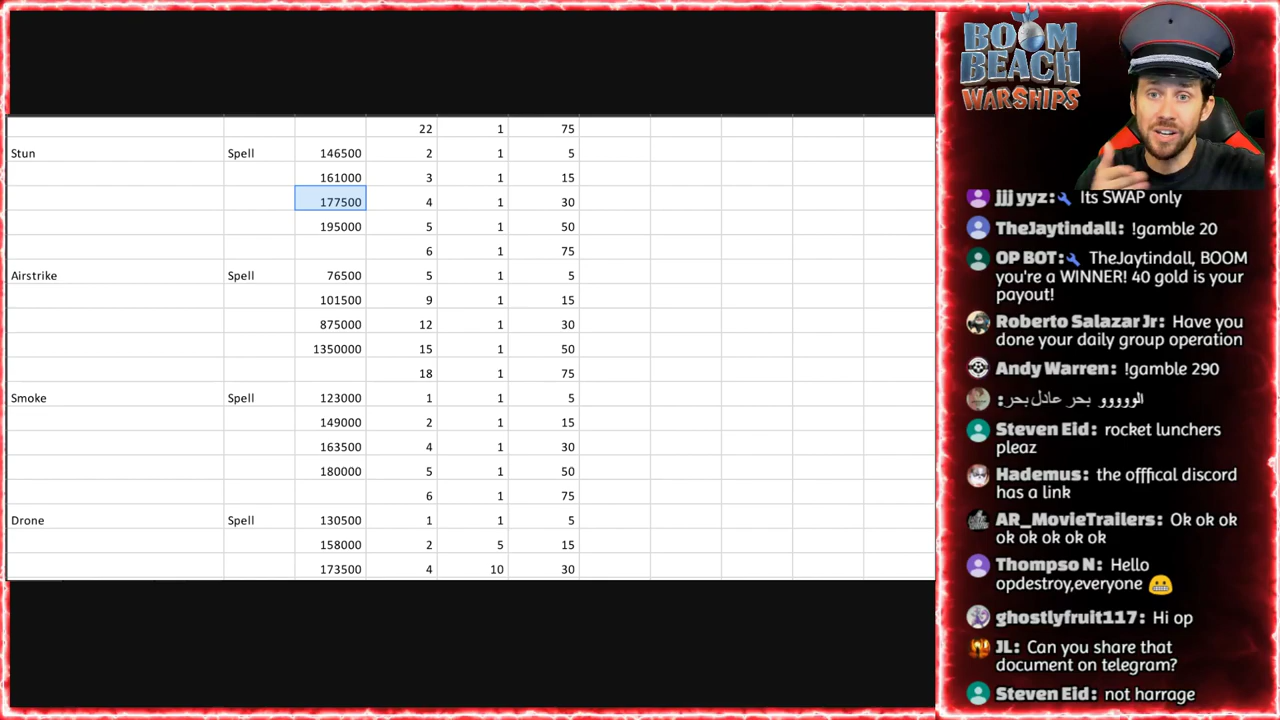 22 1 75
Stun Spell 146500 2 1 5
161000 3 1 15
177500 4 1 30
195000 5 1 50
6 1 75
Airstrike Spell 76500 5 1 5
101500 9 1 15
875000 12 1 30
1350000 15 1 50
18 1 75
Smoke Spell 123000 1 1 5
149000 2 1 15
163500 4 1 30
180000 5 1 50
6 1 75
Drone Spell 130500 1 1 5
158000 2 5 15
173500 4 10 30
BOOM
BEACH
WARSHIPS
jjj yyz: Its SWAP only
TheJaytindall: !gamble 20
OP BOT: TheJaytindall, BOOM
you're a WINNER! 40 gold is your
payout!
Roberto Salazar Jr: Have you
done your daily group operation
Andy Warren: !gamble 290
بحر عادل بحر: الووووو
Steven Eid: rocket lunchers
pleaz
Hademus: the offfical discord
has a link
AR_MovieTrailers: Ok ok ok
ok ok ok ok ok
Thompso N: Hello
opdestroy,everyone 😬
ghostlyfruit117: Hi op
JL: Can you share that
document on telegram?
Steven Eid: not harrage